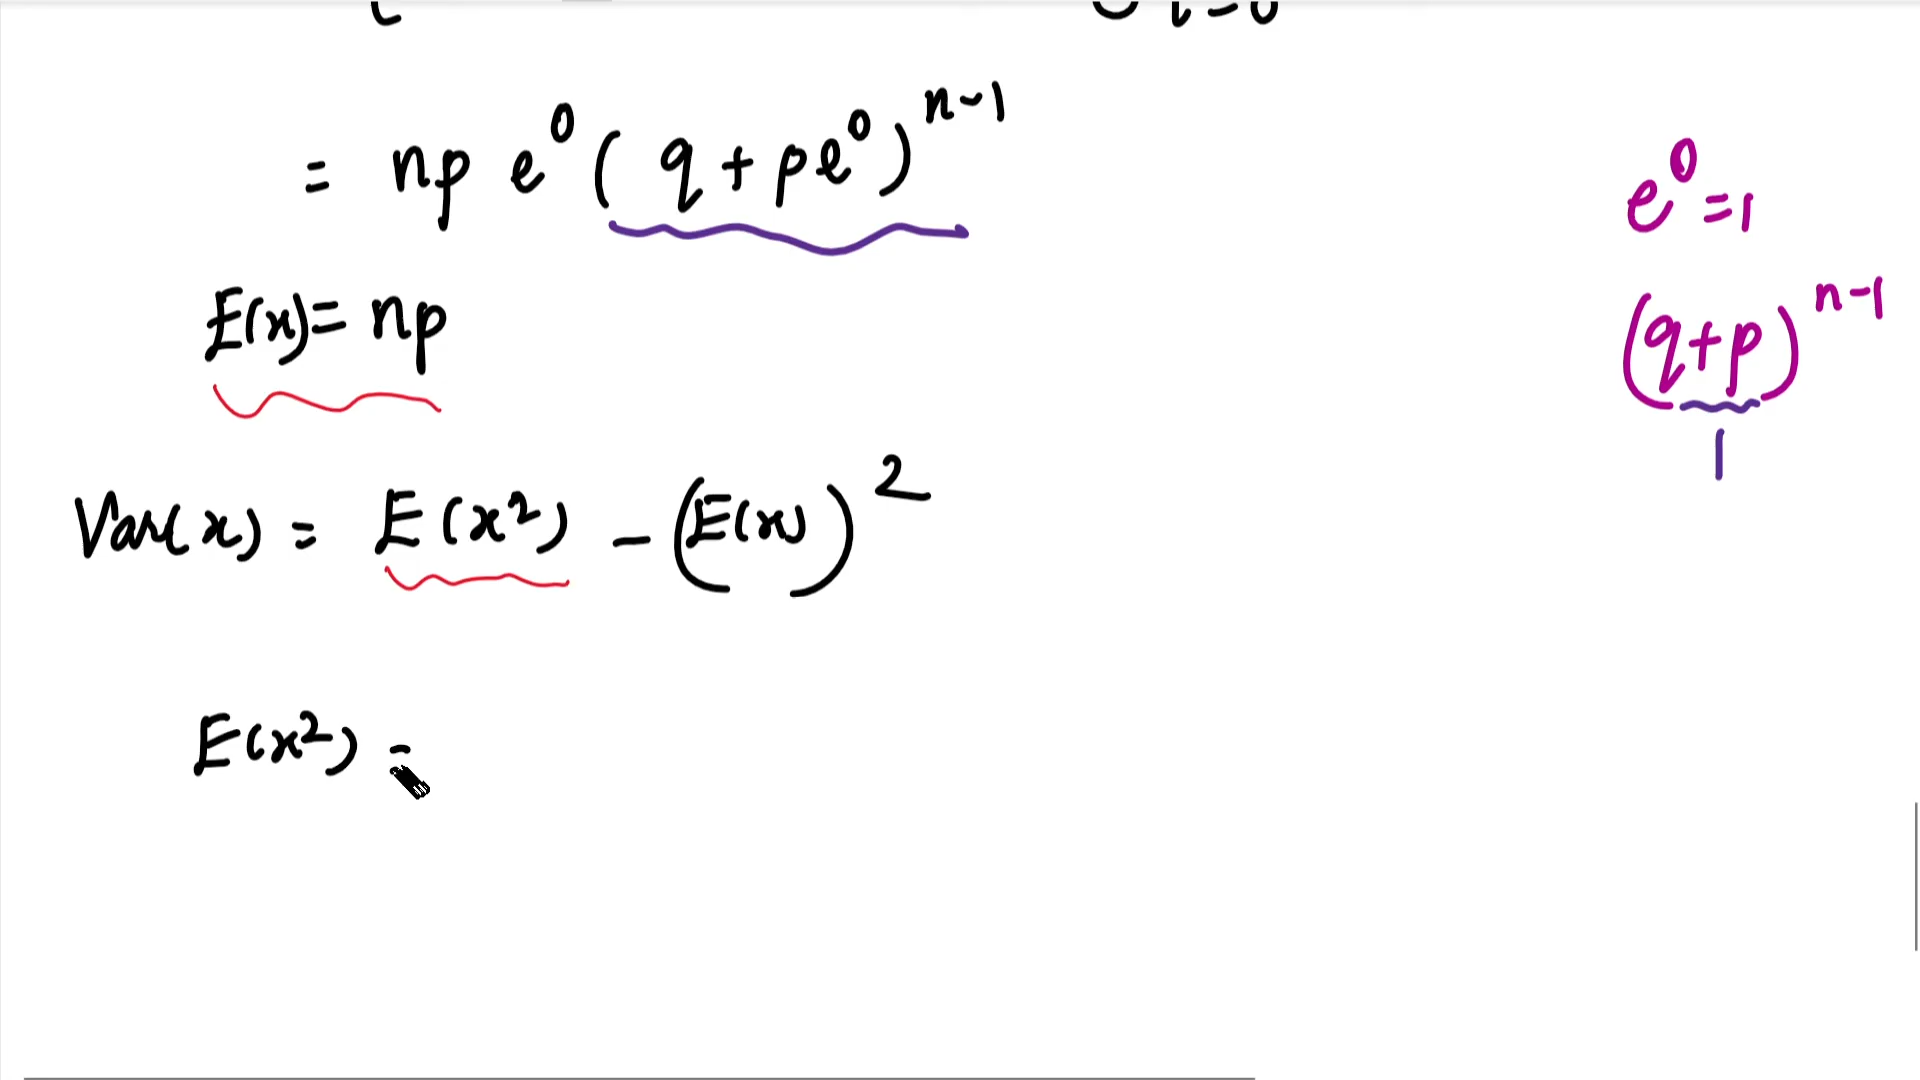 = np e⁰ ( q + pe⁰ )ⁿ⁻¹
e⁰ = 1
E(x) = np
(q+p)ⁿ⁻¹
1
Var(x) = E(x²) - (E(x))²
E(x²) =